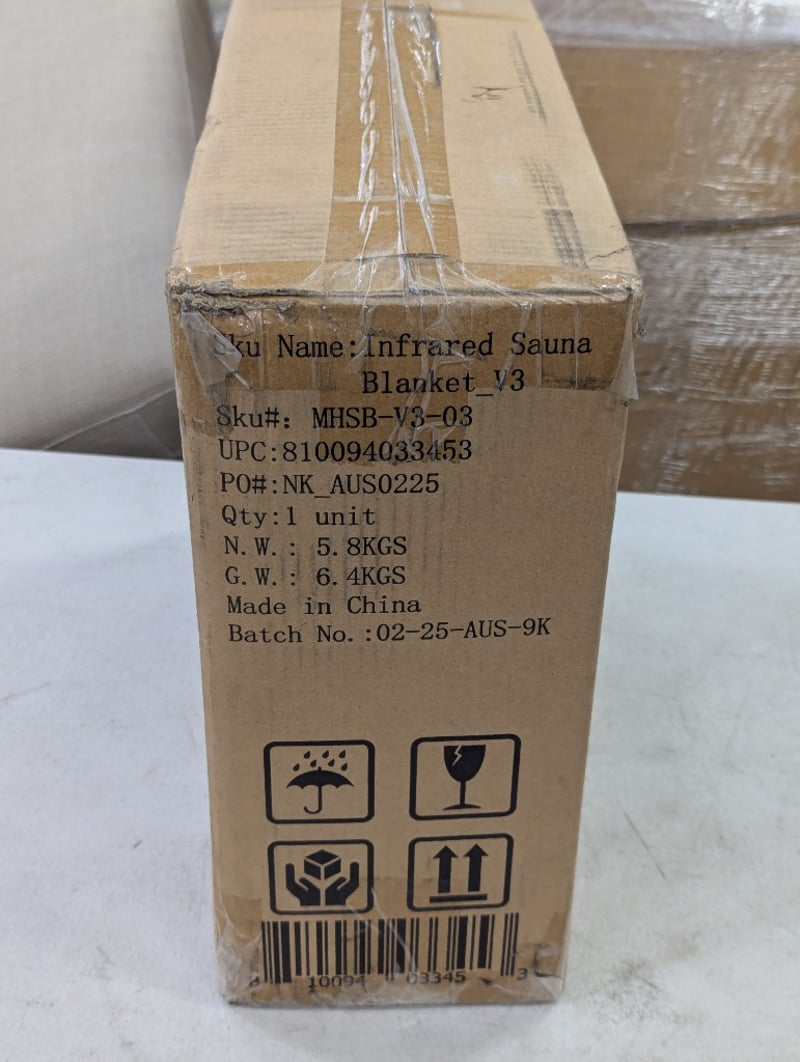 Sku Name:Infrared Sauna
Blanket_V3
Sku#: MHSB-V3-03
UPC:810094033453
PO#:NK_AUS0225
Qty:1 unit
N.W.: 5.8KGS
G.W.: 6.4KGS
Made in China
Batch No.:02-25-AUS-9K
8 10094 03345 3